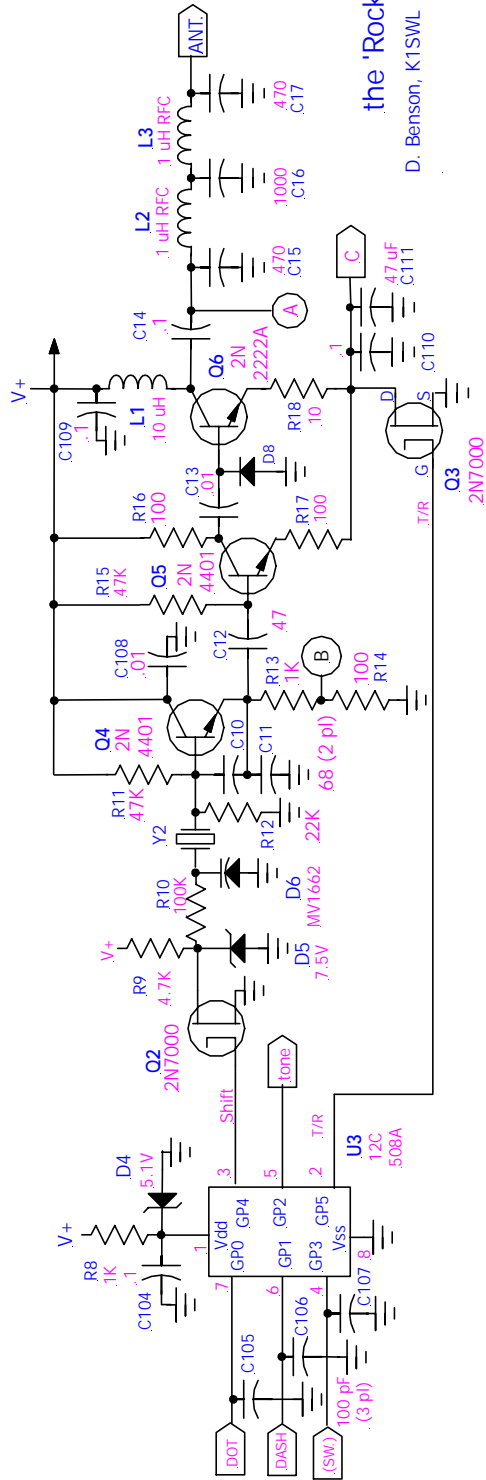 DOT
DASH
(SW.)
C105
100 pF
(3 pl)
C106
C107
7
6
4
GP0
GP1
GP3
Vdd
1
GP4
GP2
GP5
Vss
8
3
5
2
U3
12C
508A
V+
R8
1K
C104
.1
D4
5.1V
Shift
tone
T/R
Q2
2N7000
V+
R9
4.7K
D5
7.5V
R10
100K
D6
MV1662
Y2
R11
47K
R12
22K
Q4
2N
4401
C10
C11
68 (2 pl)
C108
.01
C12
47
R13
1K
B
R14
100
R15
47K
Q5
2N
4401
R16
100
C13
.01
R17
100
D8
V+
C109
.1
L1
10 uH
Q6
2N
2222A
R18
10
C14
.1
A
C15
470
L2
1 uH RFC
C16
1000
L3
1 uH RFC
C17
470
ANT.
C
.1
C110
47 uF
C111
T/R
G
D
S
Q3
2N7000
the 'Rock
D. Benson, K1SWL